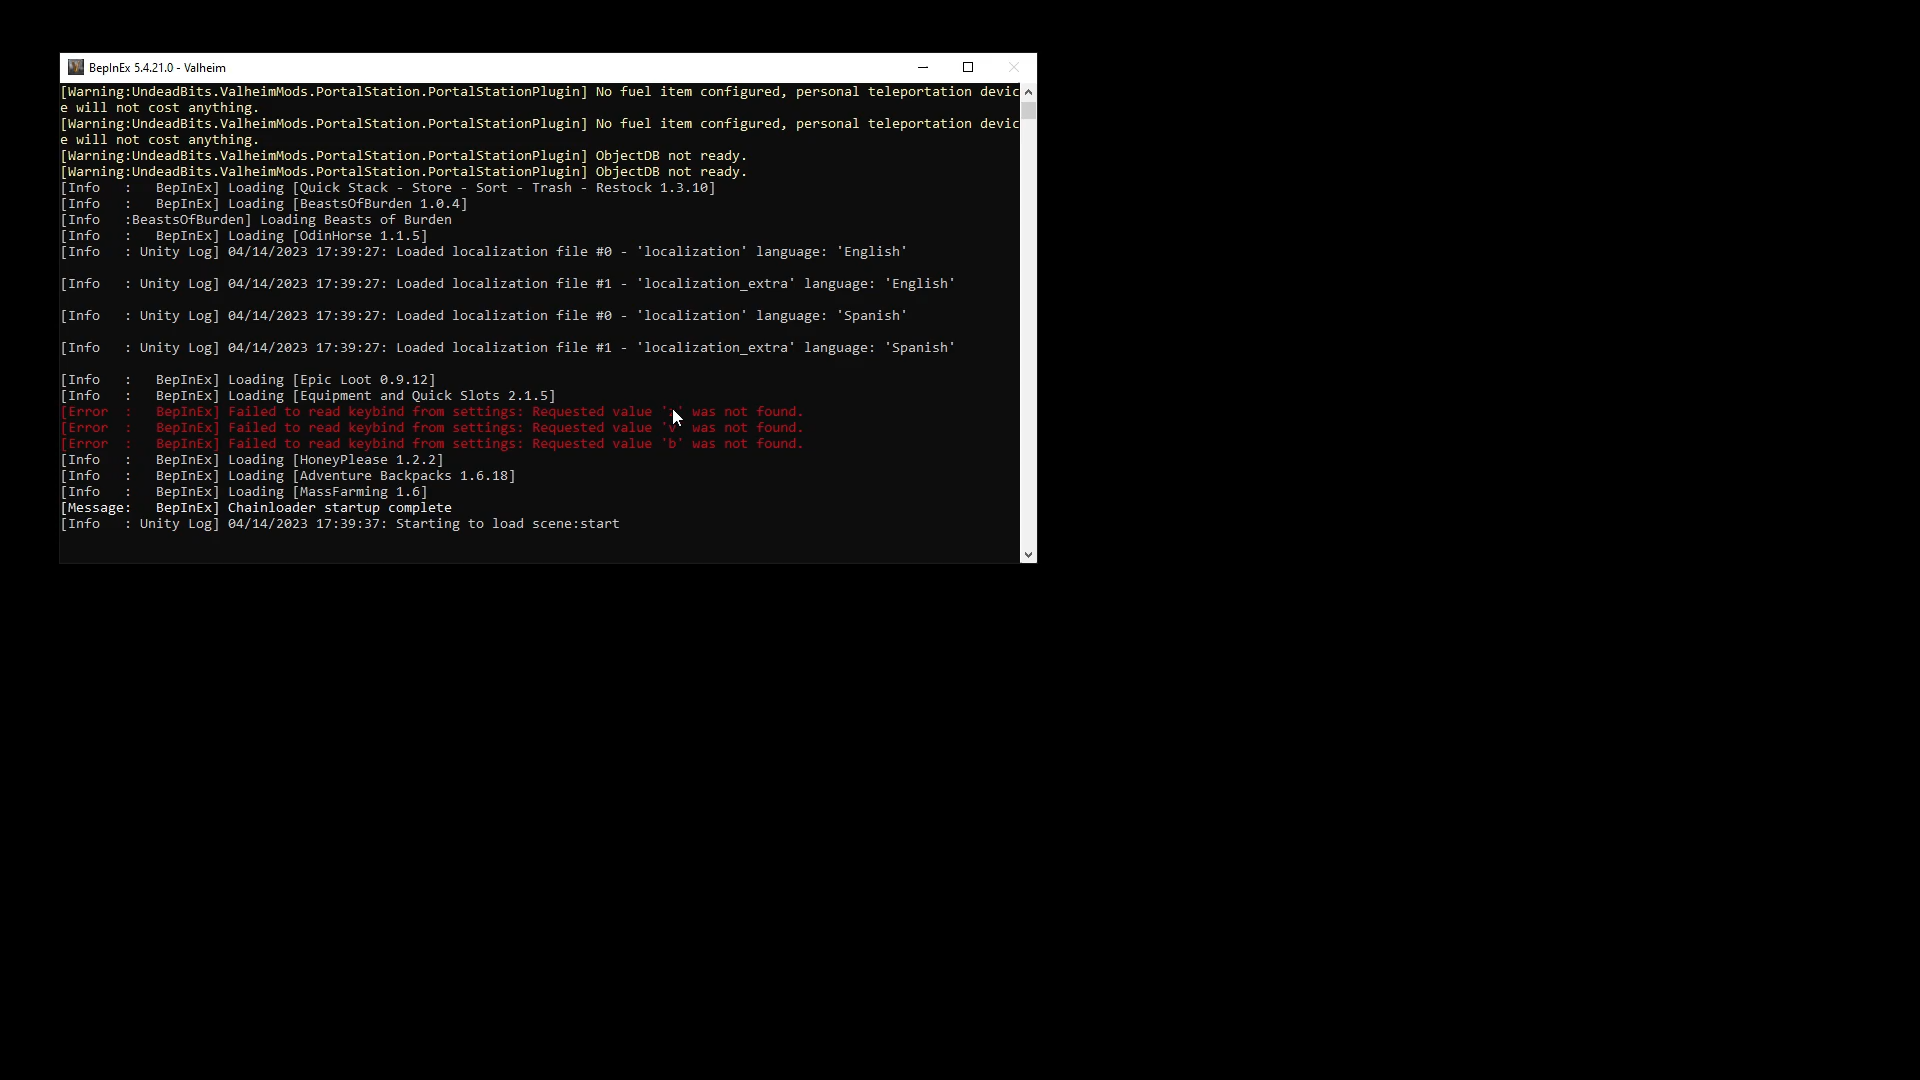 BepInEx 5.4.21.0 - Valheim
[Warning:UndeadBits.ValheimMods.PortalStation.PortalStationPlugin] No fuel item configured, personal teleportation devic
e will not cost anything.
[Warning:UndeadBits.ValheimMods.PortalStation.PortalStationPlugin] No fuel item configured, personal teleportation devic
e will not cost anything.
[Warning:UndeadBits.ValheimMods.PortalStation.PortalStationPlugin] ObjectDB not ready.
[Warning:UndeadBits.ValheimMods.PortalStation.PortalStationPlugin] ObjectDB not ready.
[Info   :   BepInEx] Loading [Quick Stack - Store - Sort - Trash - Restock 1.3.10]
[Info   :   BepInEx] Loading [BeastsOfBurden 1.0.4]
[Info   :BeastsOfBurden] Loading Beasts of Burden
[Info   :   BepInEx] Loading [OdinHorse 1.1.5]
[Info   : Unity Log] 04/14/2023 17:39:27: Loaded localization file #0 - 'localization' language: 'English'
[Info   : Unity Log] 04/14/2023 17:39:27: Loaded localization file #1 - 'localization_extra' language: 'English'
[Info   : Unity Log] 04/14/2023 17:39:27: Loaded localization file #0 - 'localization' language: 'Spanish'
[Info   : Unity Log] 04/14/2023 17:39:27: Loaded localization file #1 - 'localization_extra' language: 'Spanish'
[Info   :   BepInEx] Loading [Epic Loot 0.9.12]
[Info   :   BepInEx] Loading [Equipment and Quick Slots 2.1.5]
[Error  :   BepInEx] Failed to read keybind from settings: Requested value was not found.
[Error  :   BepInEx] Failed to read keybind from settings: Requested value 'v' was not found.
[Error  :   BepInEx] Failed to read keybind from settings: Requested value 'b' was not found.
[Info   :   BepInEx] Loading [HoneyPlease 1.2.2]
[Info   :   BepInEx] Loading [Adventure Backpacks 1.6.18]
[Info   :   BepInEx] Loading [MassFarming 1.6]
[Message:   BepInEx] Chainloader startup complete
[Info   : Unity Log] 04/14/2023 17:39:37: Starting to load scene:start